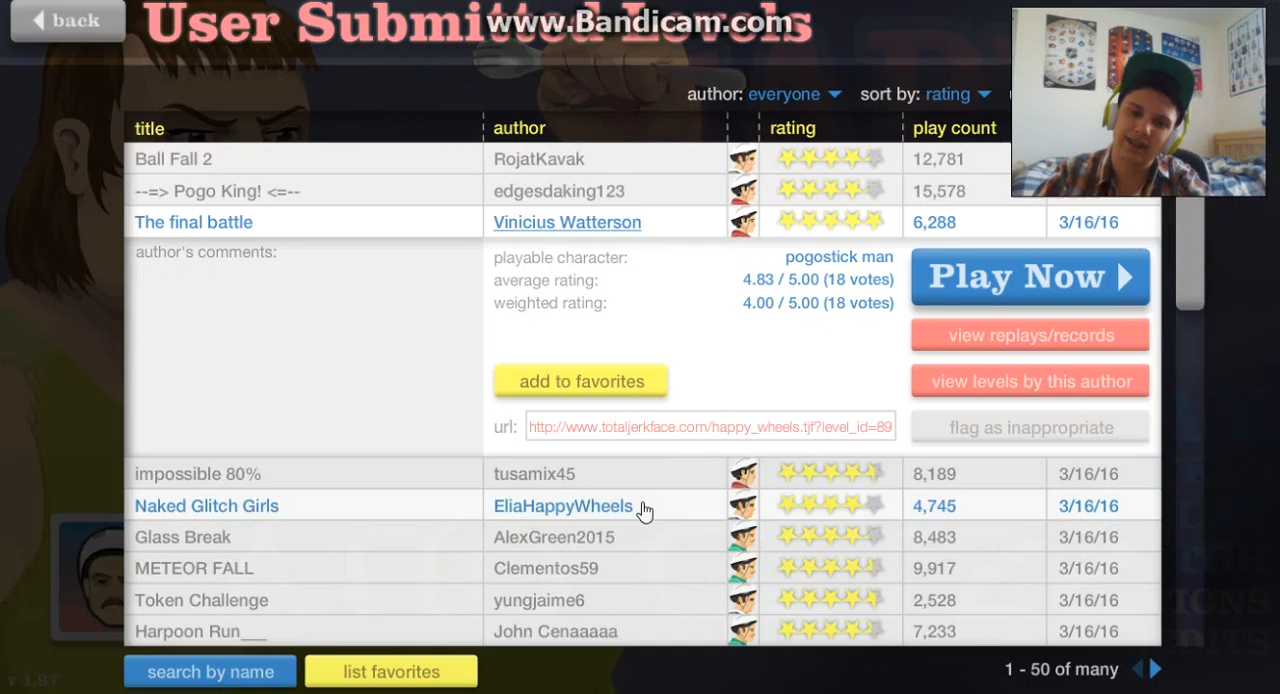 back
User Submitted Levels
www.Bandicam.com
author: everyone
sort by: rating
title author rating play count
Ball Fall 2 RojatKavak 12,781
--=> Pogo King! <=-- edgesdaking123 15,578
The final battle Vinicius Watterson 6,288 3/16/16
author's comments:
playable character: pogostick man
average rating: 4.83 / 5.00 (18 votes)
weighted rating: 4.00 / 5.00 (18 votes)
Play Now
view replays/records
add to favorites
view levels by this author
url: http://www.totaljerkface.com/happy_wheels.tjf?level_id=89
flag as inappropriate
impossible 80% tusamix45 8,189 3/16/16
Naked Glitch Girls EliaHappyWheels 4,745 3/16/16
Glass Break AlexGreen2015 8,483 3/16/16
METEOR FALL Clementos59 9,917 3/16/16
Token Challenge yungjaime6 2,528 3/16/16
Harpoon Run___ John Cenaaaaa 7,233 3/16/16
search by name
list favorites
1 - 50 of many
v 1.87